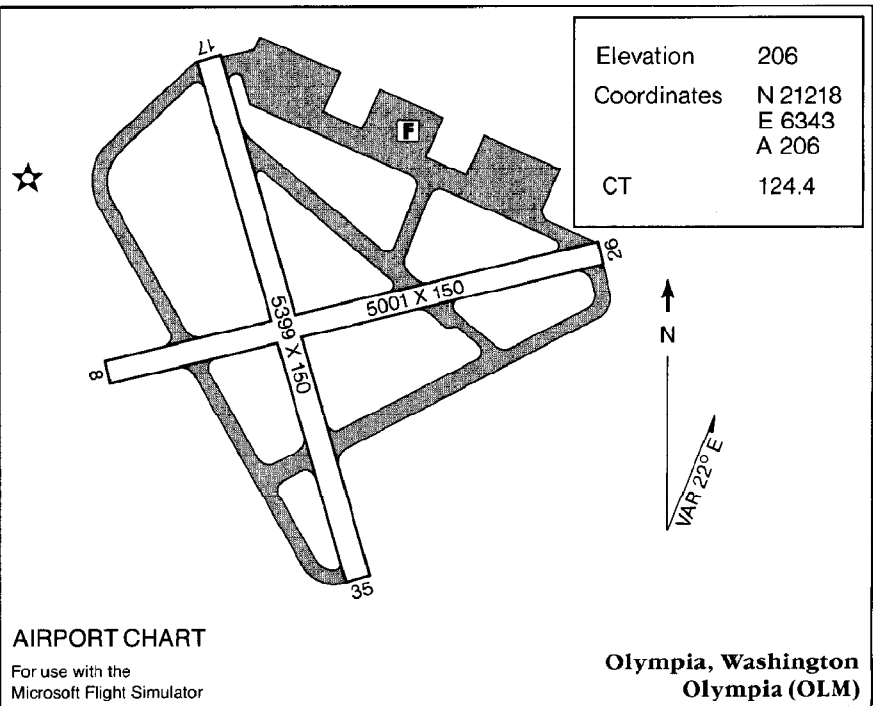 17
Elevation 206
Coordinates N 21218
E 6343
A 206
CT 124.4
F
26
5001 X 150
5399 X 150
8
N
VAR 22° E
35
AIRPORT CHART
For use with the
Microsoft Flight Simulator
Olympia, Washington
Olympia (OLM)